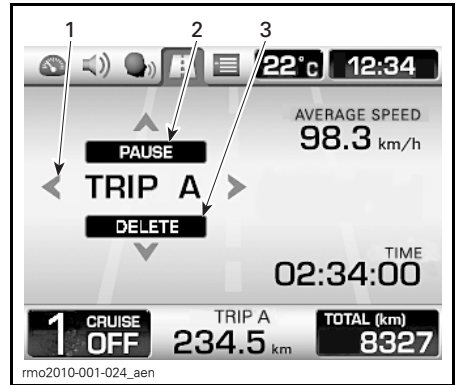 1 2 3
22°c 12:34
AVERAGE SPEED
98.3 km/h
PAUSE
TRIP A
DELETE
TIME
02:34:00
1 CRUISE OFF
TRIP A
234.5 km
TOTAL (km)
8327
rmo2010-001-024_aen